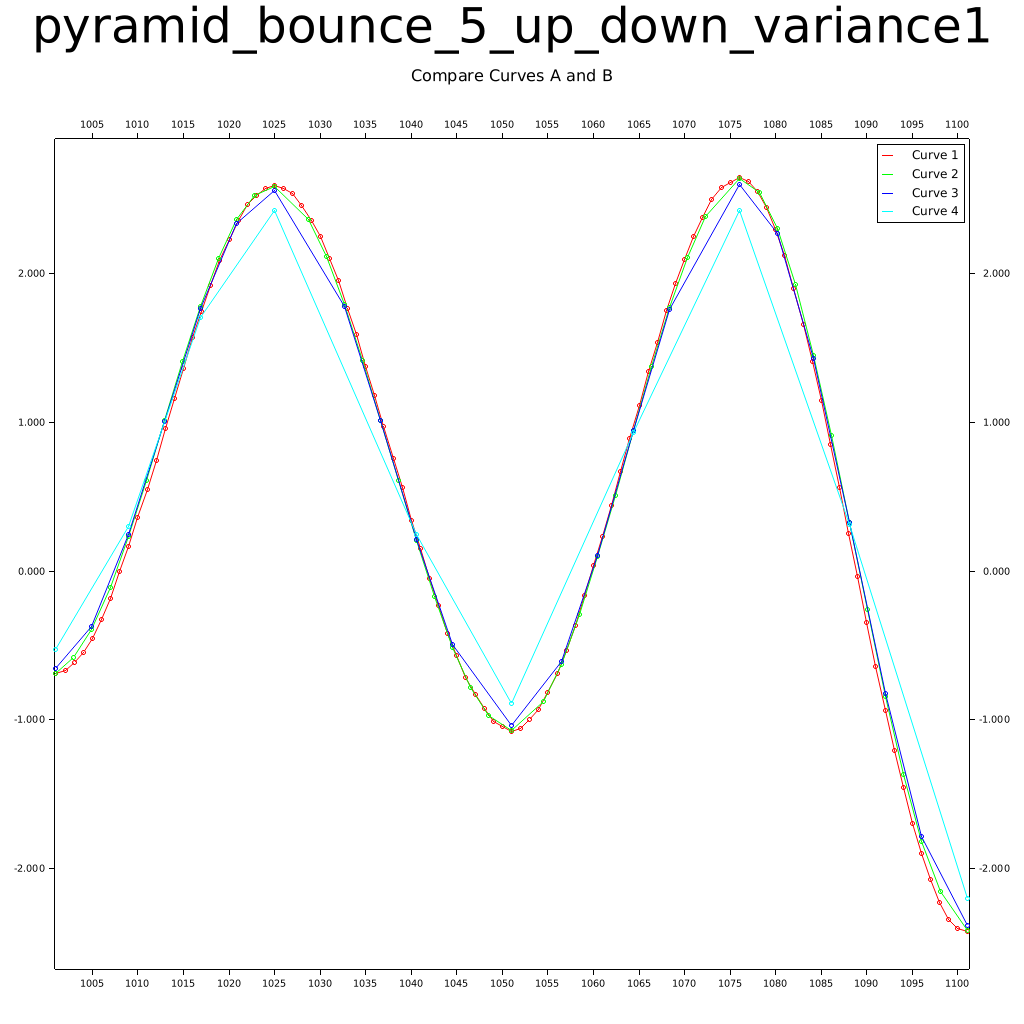 pyramid_bounce_5_up_down_variance1
Compare Curves A and B
1005 1010 1015 1020 1025 1030 1035 1040 1045 1050 1055 1060 1065 1070 1075 1080 1085 1090 1095 1100
Curve 1
Curve 2
Curve 3
Curve 4
2.000 2.000
1.000 1.000
0.000 0.000
-1.000 -1.000
-2.000 -2.000
1005 1010 1015 1020 1025 1030 1035 1040 1045 1050 1055 1060 1065 1070 1075 1080 1085 1090 1095 1100